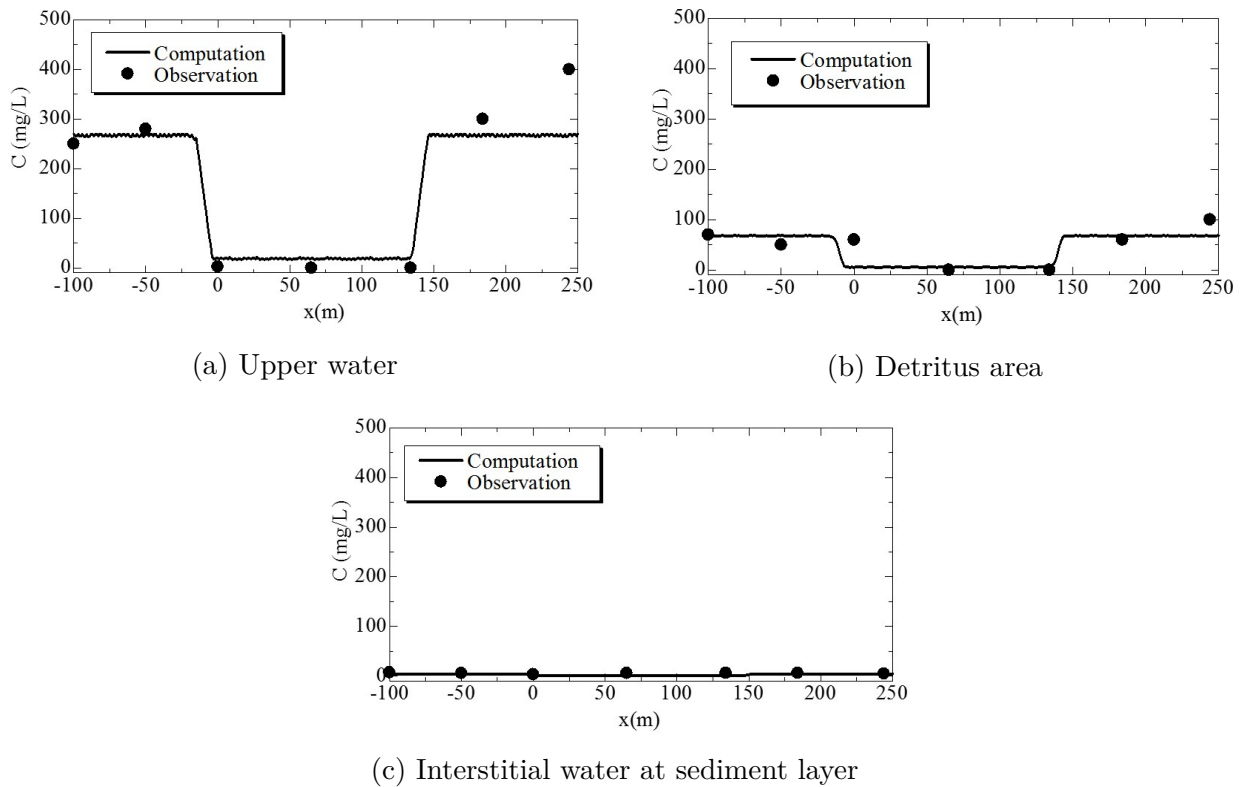 500
400
300
200
100
0
C (mg/L)
Computation
Observation
-100 -50 0 50 100 150 200 250
x(m)
(a) Upper water
500
400
300
200
100
0
C (mg/L)
Computation
Observation
-100 -50 0 50 100 150 200 250
x(m)
(b) Detritus area
500
400
300
200
100
0
C (mg/L)
Computation
Observation
-100 -50 0 50 100 150 200 250
x(m)
(c) Interstitial water at sediment layer